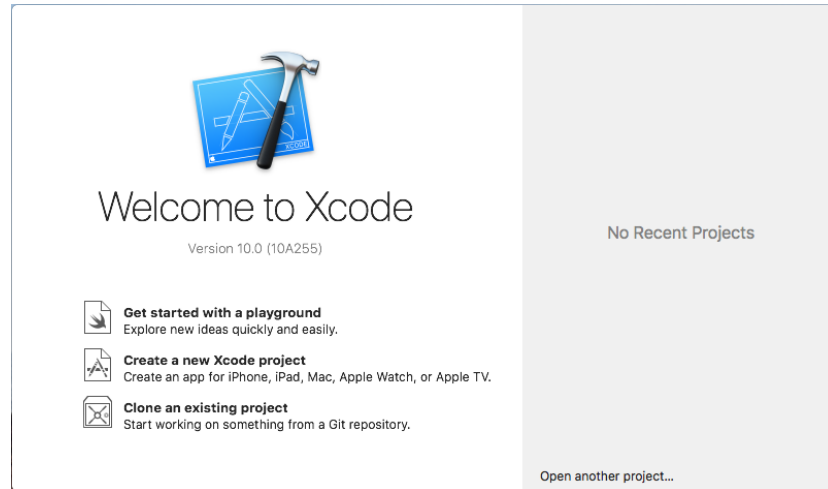 XCODE
Welcome to Xcode
Version 10.0 (10A255)
Get started with a playground
Explore new ideas quickly and easily.
Create a new Xcode project
Create an app for iPhone, iPad, Mac, Apple Watch, or Apple TV.
Clone an existing project
Start working on something from a Git repository.
No Recent Projects
Open another project...